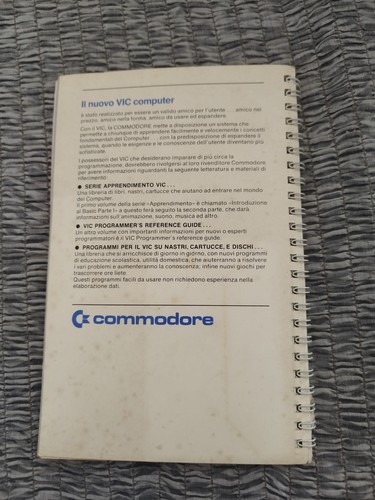 Il nuovo VIC computer
è stato realizzato per essere un valido amico per l'utente . . . amico nel
prezzo, amico nella forma, amico da usare ed espandere.
Con il VIC, la COMMODORE mette a disposizione un sistema che
permette a chiunque di apprendere facilmente e velocemente i concetti
fondamentali del Computer . . . con la predisposizione di espandere il
sistema, quando le esigenze e le conoscenze dell'utente diventano più
sofisticate.
I possessori del VIC che desiderano imparare di più circa la
programmazione, dovrebbero rivolgersi al loro rivenditore Commodore
per avere informazioni riguardanti la seguente letteratura e materiali di
riferimento:
● SERIE APPRENDIMENTO VIC . . .
Una libreria di libri, nastri, cartucce che aiutano ad entrare nel mondo
del Computer.
Il primo volume della serie «Apprendimento» è chiamato «Introduzione
al Basic Parte I» a questo farà seguito la seconda parte, che darà
informazioni sull'animazione, suono, musica ed altro.
● VIC PROGRAMMER'S REFERENCE GUIDE . . .
Un altro volume con importanti informazioni per nuovi o esperti
programmatori è il VIC Programmer's reference guide.
● PROGRAMMI PER IL VIC SU NASTRI, CARTUCCE, E DISCHI . . .
Una libreria che si arricchisce di giorno in giorno, con nuovi programmi
di educazione scolastica, utilità domestica, che aiuteranno a risolvere
i vari problemi e aumenteranno la conoscenza, infine nuovi giochi per
trascorrere ore liete.
Questi programmi facili da usare non richiedono esperienza nella
elaborazione dati.
commodore